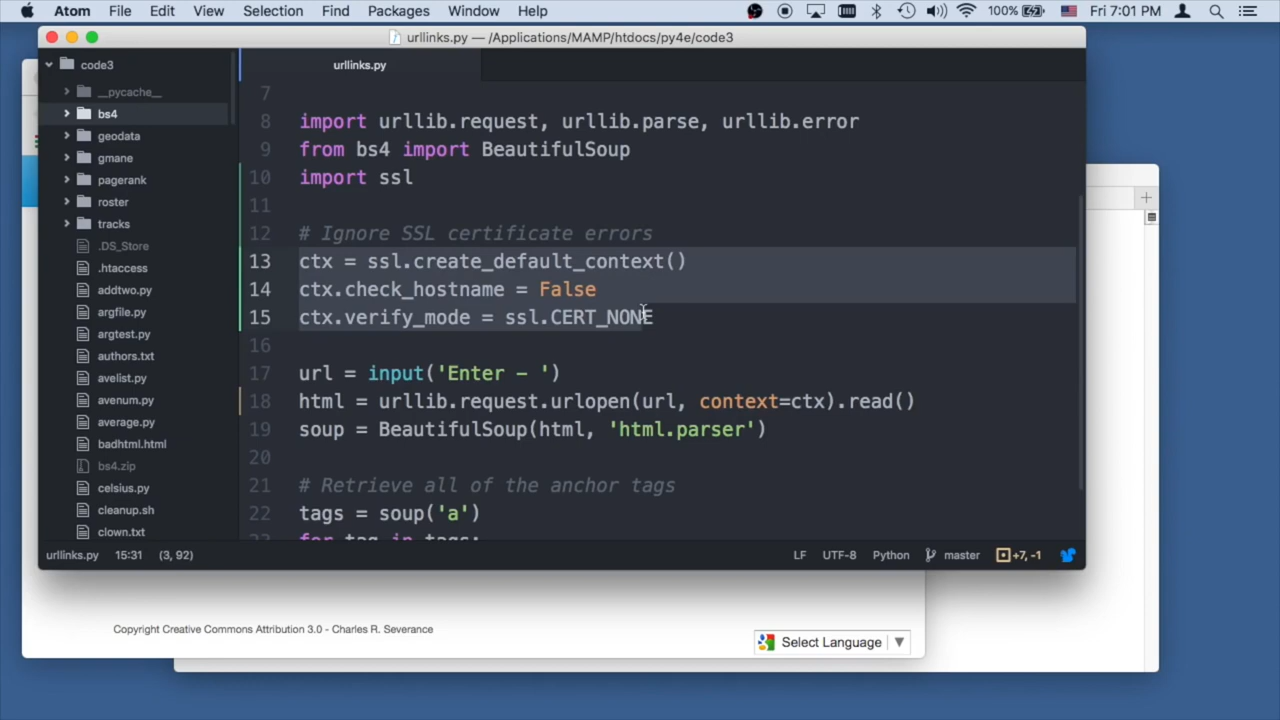 Atom File Edit View Selection Find Packages Window Help 100% Fri 7:01 PM
urllinks.py — /Applications/MAMP/htdocs/py4e/code3
code3
__pycache__
bs4
geodata
gmane
pagerank
roster
tracks
.DS_Store
.htaccess
addtwo.py
argfile.py
argtest.py
authors.txt
avelist.py
avenum.py
average.py
badhtml.html
bs4.zip
celsius.py
cleanup.sh
clown.txt
urllinks.py
7
8 import urllib.request, urllib.parse, urllib.error
9 from bs4 import BeautifulSoup
10 import ssl
11
12 # Ignore SSL certificate errors
13 ctx = ssl.create_default_context()
14 ctx.check_hostname = False
15 ctx.verify_mode = ssl.CERT_NONE
16
17 url = input('Enter - ')
18 html = urllib.request.urlopen(url, context=ctx).read()
19 soup = BeautifulSoup(html, 'html.parser')
20
21 # Retrieve all of the anchor tags
22 tags = soup('a')
23 for tag in tags:
urllinks.py 15:31 (3, 92) LF UTF-8 Python master +7, -1
Copyright Creative Commons Attribution 3.0 - Charles R. Severance
Select Language ▼